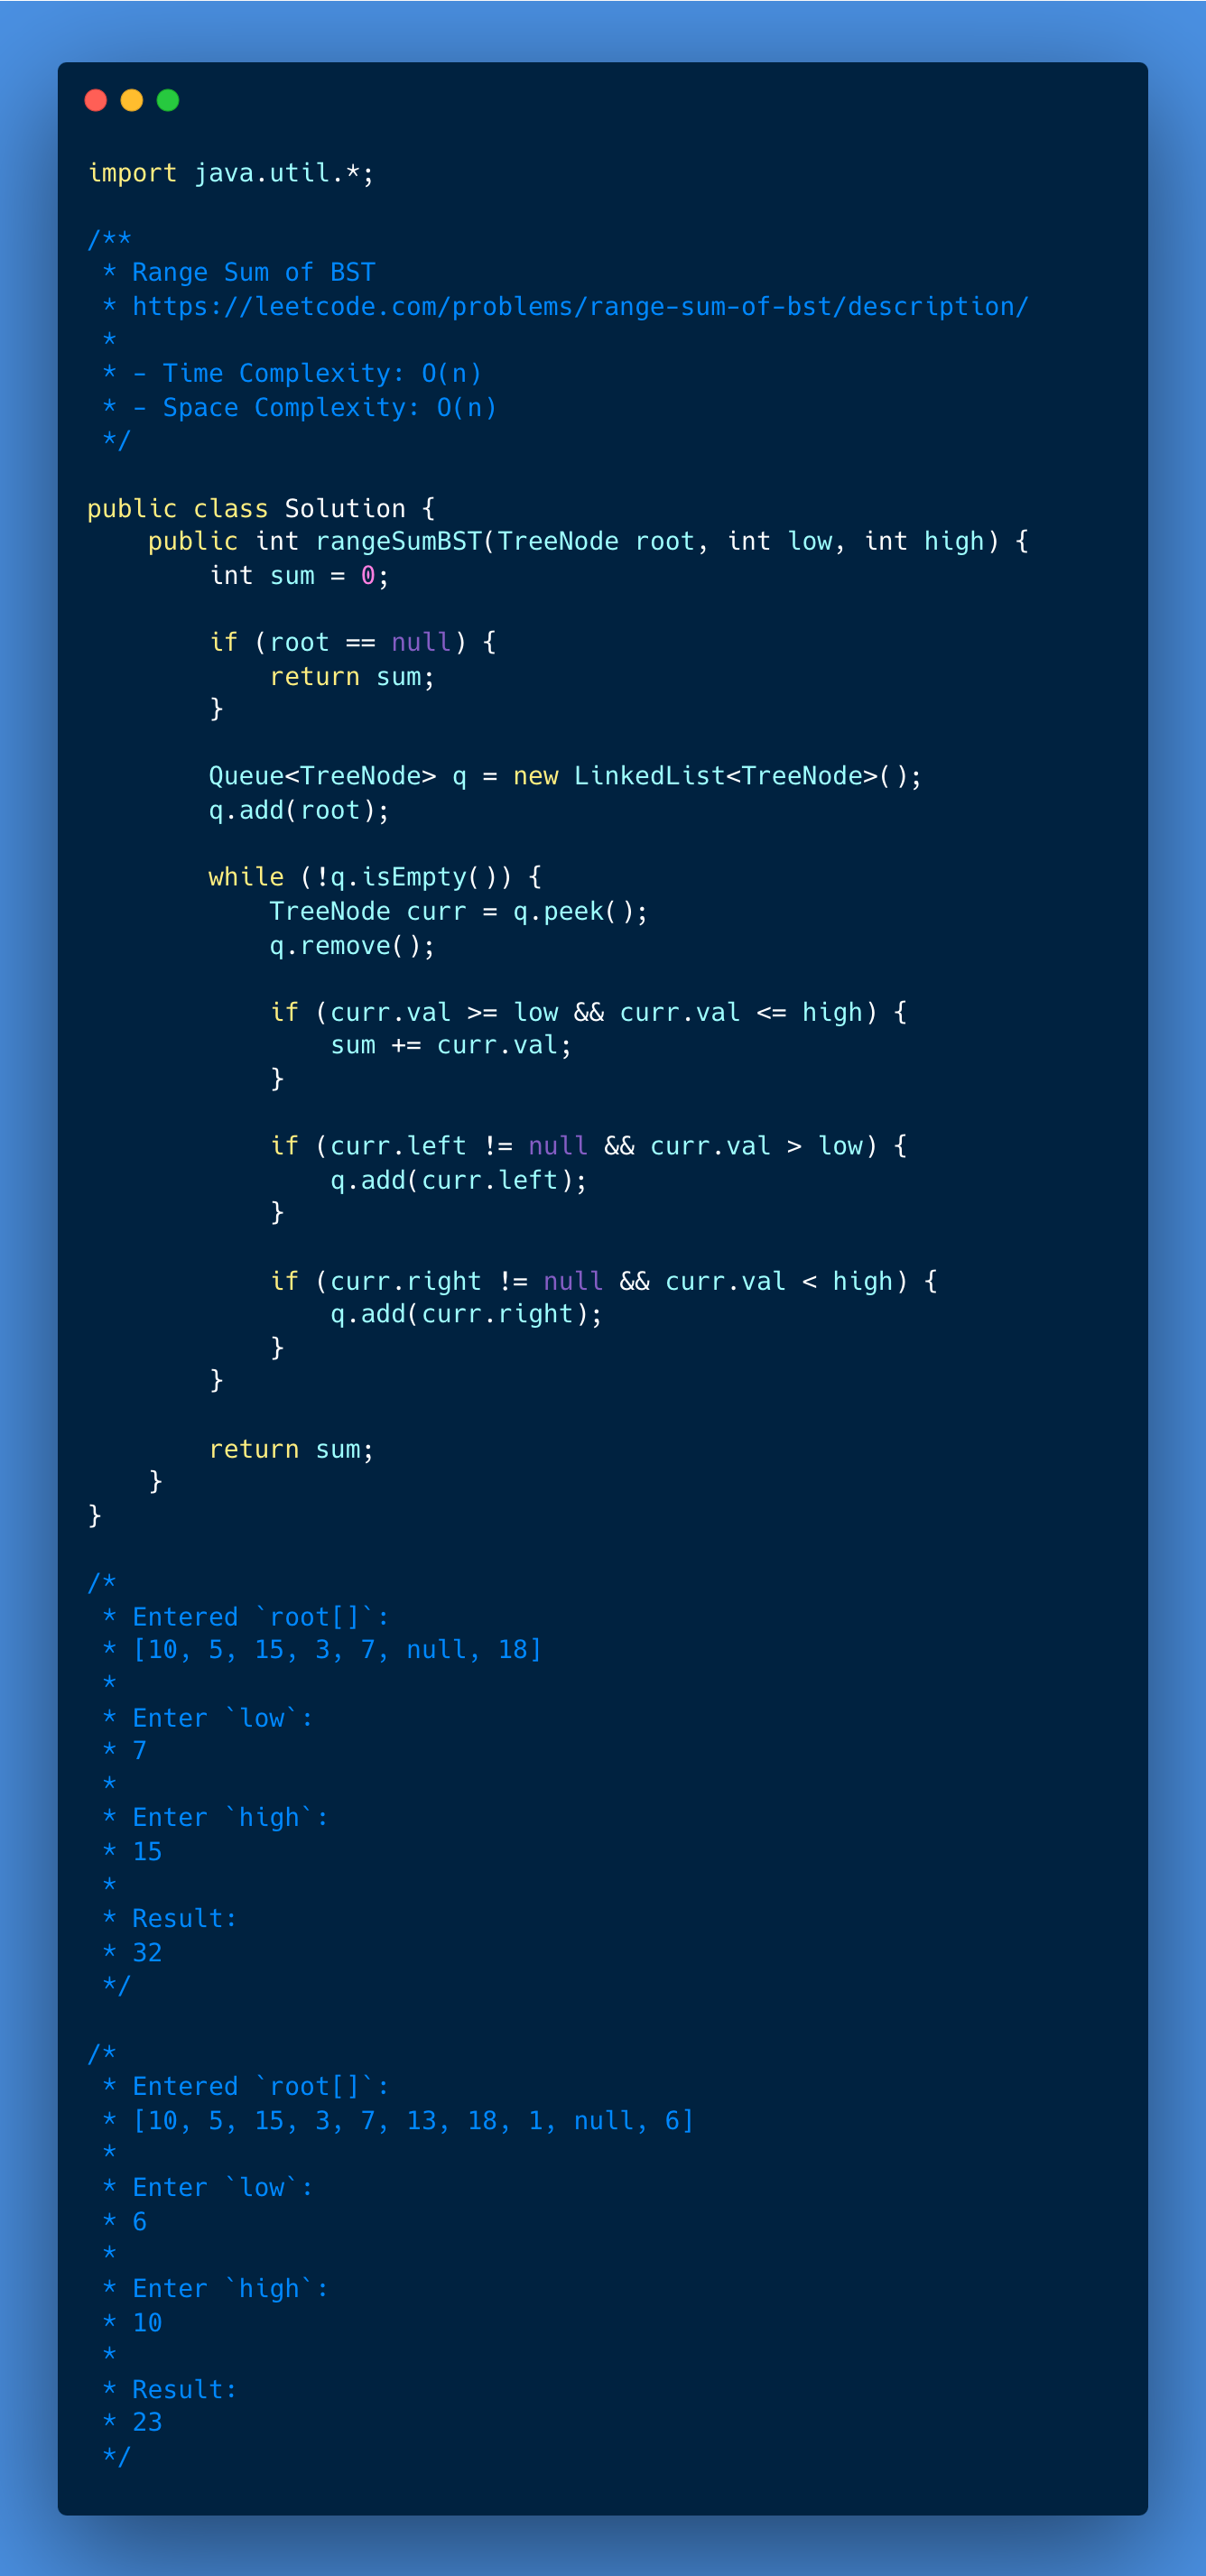 import java.util.*;

/**
 * Range Sum of BST
 * https://leetcode.com/problems/range-sum-of-bst/description/
 *
 * - Time Complexity: O(n)
 * - Space Complexity: O(n)
 */

public class Solution {
    public int rangeSumBST(TreeNode root, int low, int high) {
        int sum = 0;

        if (root == null) {
            return sum;
        }

        Queue<TreeNode> q = new LinkedList<TreeNode>();
        q.add(root);

        while (!q.isEmpty()) {
            TreeNode curr = q.peek();
            q.remove();

            if (curr.val >= low && curr.val <= high) {
                sum += curr.val;
            }

            if (curr.left != null && curr.val > low) {
                q.add(curr.left);
            }

            if (curr.right != null && curr.val < high) {
                q.add(curr.right);
            }
        }

        return sum;
    }
}

/*
 * Entered `root[]`:
 * [10, 5, 15, 3, 7, null, 18]
 *
 * Enter `low`:
 * 7
 *
 * Enter `high`:
 * 15
 *
 * Result:
 * 32
 */

/*
 * Entered `root[]`:
 * [10, 5, 15, 3, 7, 13, 18, 1, null, 6]
 *
 * Enter `low`:
 * 6
 *
 * Enter `high`:
 * 10
 *
 * Result:
 * 23
 */